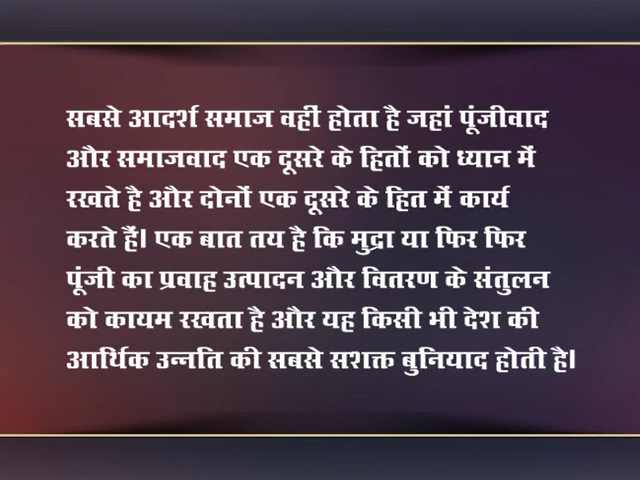 सबसे आदर्श समाज वहीं होता है जहां पूंजीवाद
और समाजवाद एक दूसरे के हितों को ध्यान में
रखते है और दोनों एक दूसरे के हित में कार्य
करते हैं। एक बात तय है कि मुद्रा या फिर फिर
पूंजी का प्रवाह उत्पादन और वितरण के संतुलन
को कायम रखता है और यह किसी भी देश की
आर्थिक उन्नति की सबसे सशक्त बुनियाद होती है।